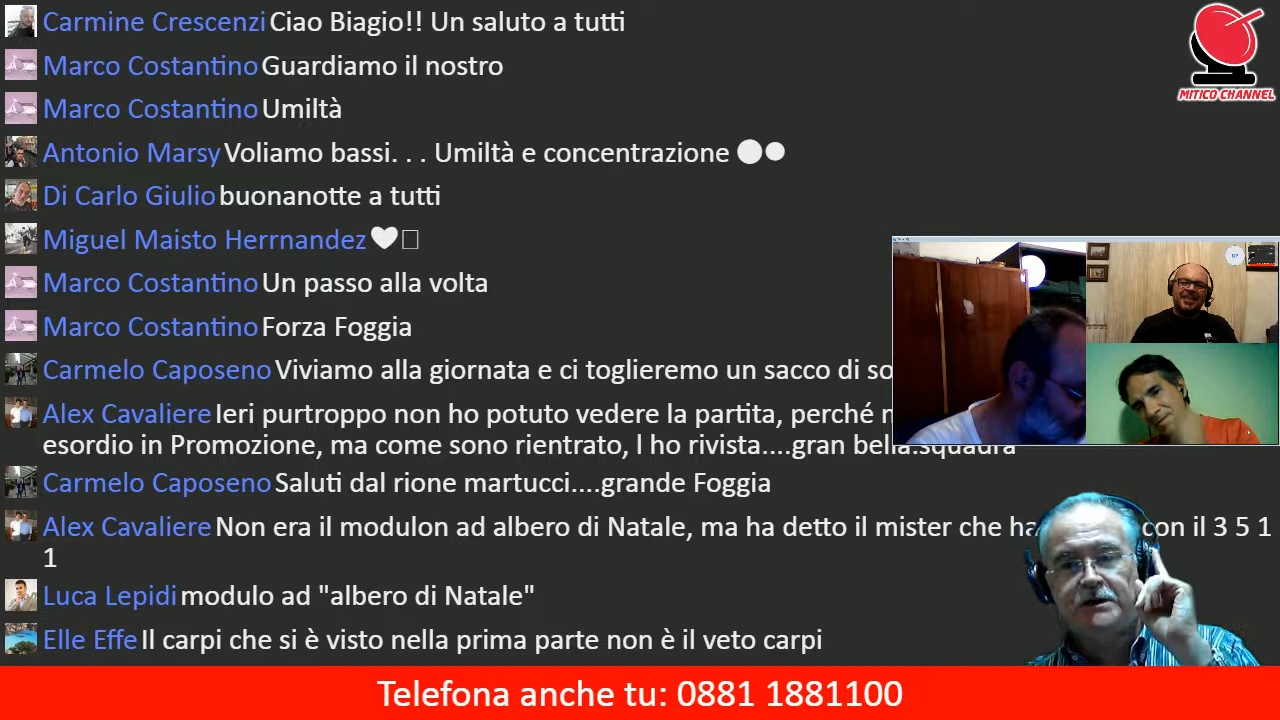 Carmine Crescenzi Ciao Biagio!! Un saluto a tutti
MITICO CHANNEL
Marco Costantino Guardiamo il nostro
Marco Costantino Umiltà
Antonio Marsy Voliamo bassi. . . Umiltà e concentrazione
Di Carlo Giulio buonanotte a tutti
Miguel Maisto Herrnandez
Marco Costantino Un passo alla volta
Marco Costantino Forza Foggia
Carmelo Caposeno Viviamo alla giornata e ci toglieremo un sacco di
Alex Cavaliere Ieri purtroppo non ho potuto vedere la partita, perché
esordio in Promozione, ma come sono rientrato, l ho rivista....gran bella.squadra
Carmelo Caposeno Saluti dal rione martucci....grande Foggia
Alex Cavaliere Non era il modulon ad albero di Natale, ma ha detto il mister che con il 3 5 1
1
Luca Lepidi modulo ad "albero di Natale"
Elle Effe Il carpi che si è visto nella prima parte non è il veto carpi
Telefona anche tu: 0881 1881100